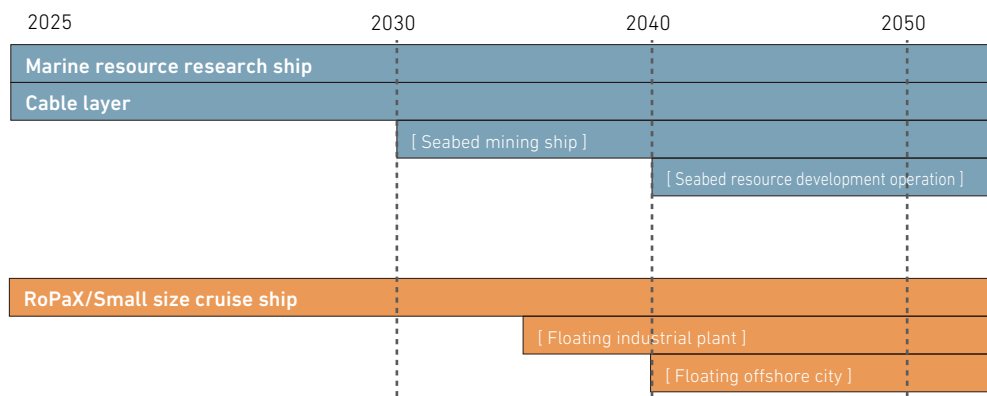 2025 2030 2040 2050
Marine resource research ship
Cable layer
[ Seabed mining ship ]
[ Seabed resource development operation ]
RoPaX/Small size cruise ship
[ Floating industrial plant ]
[ Floating offshore city ]